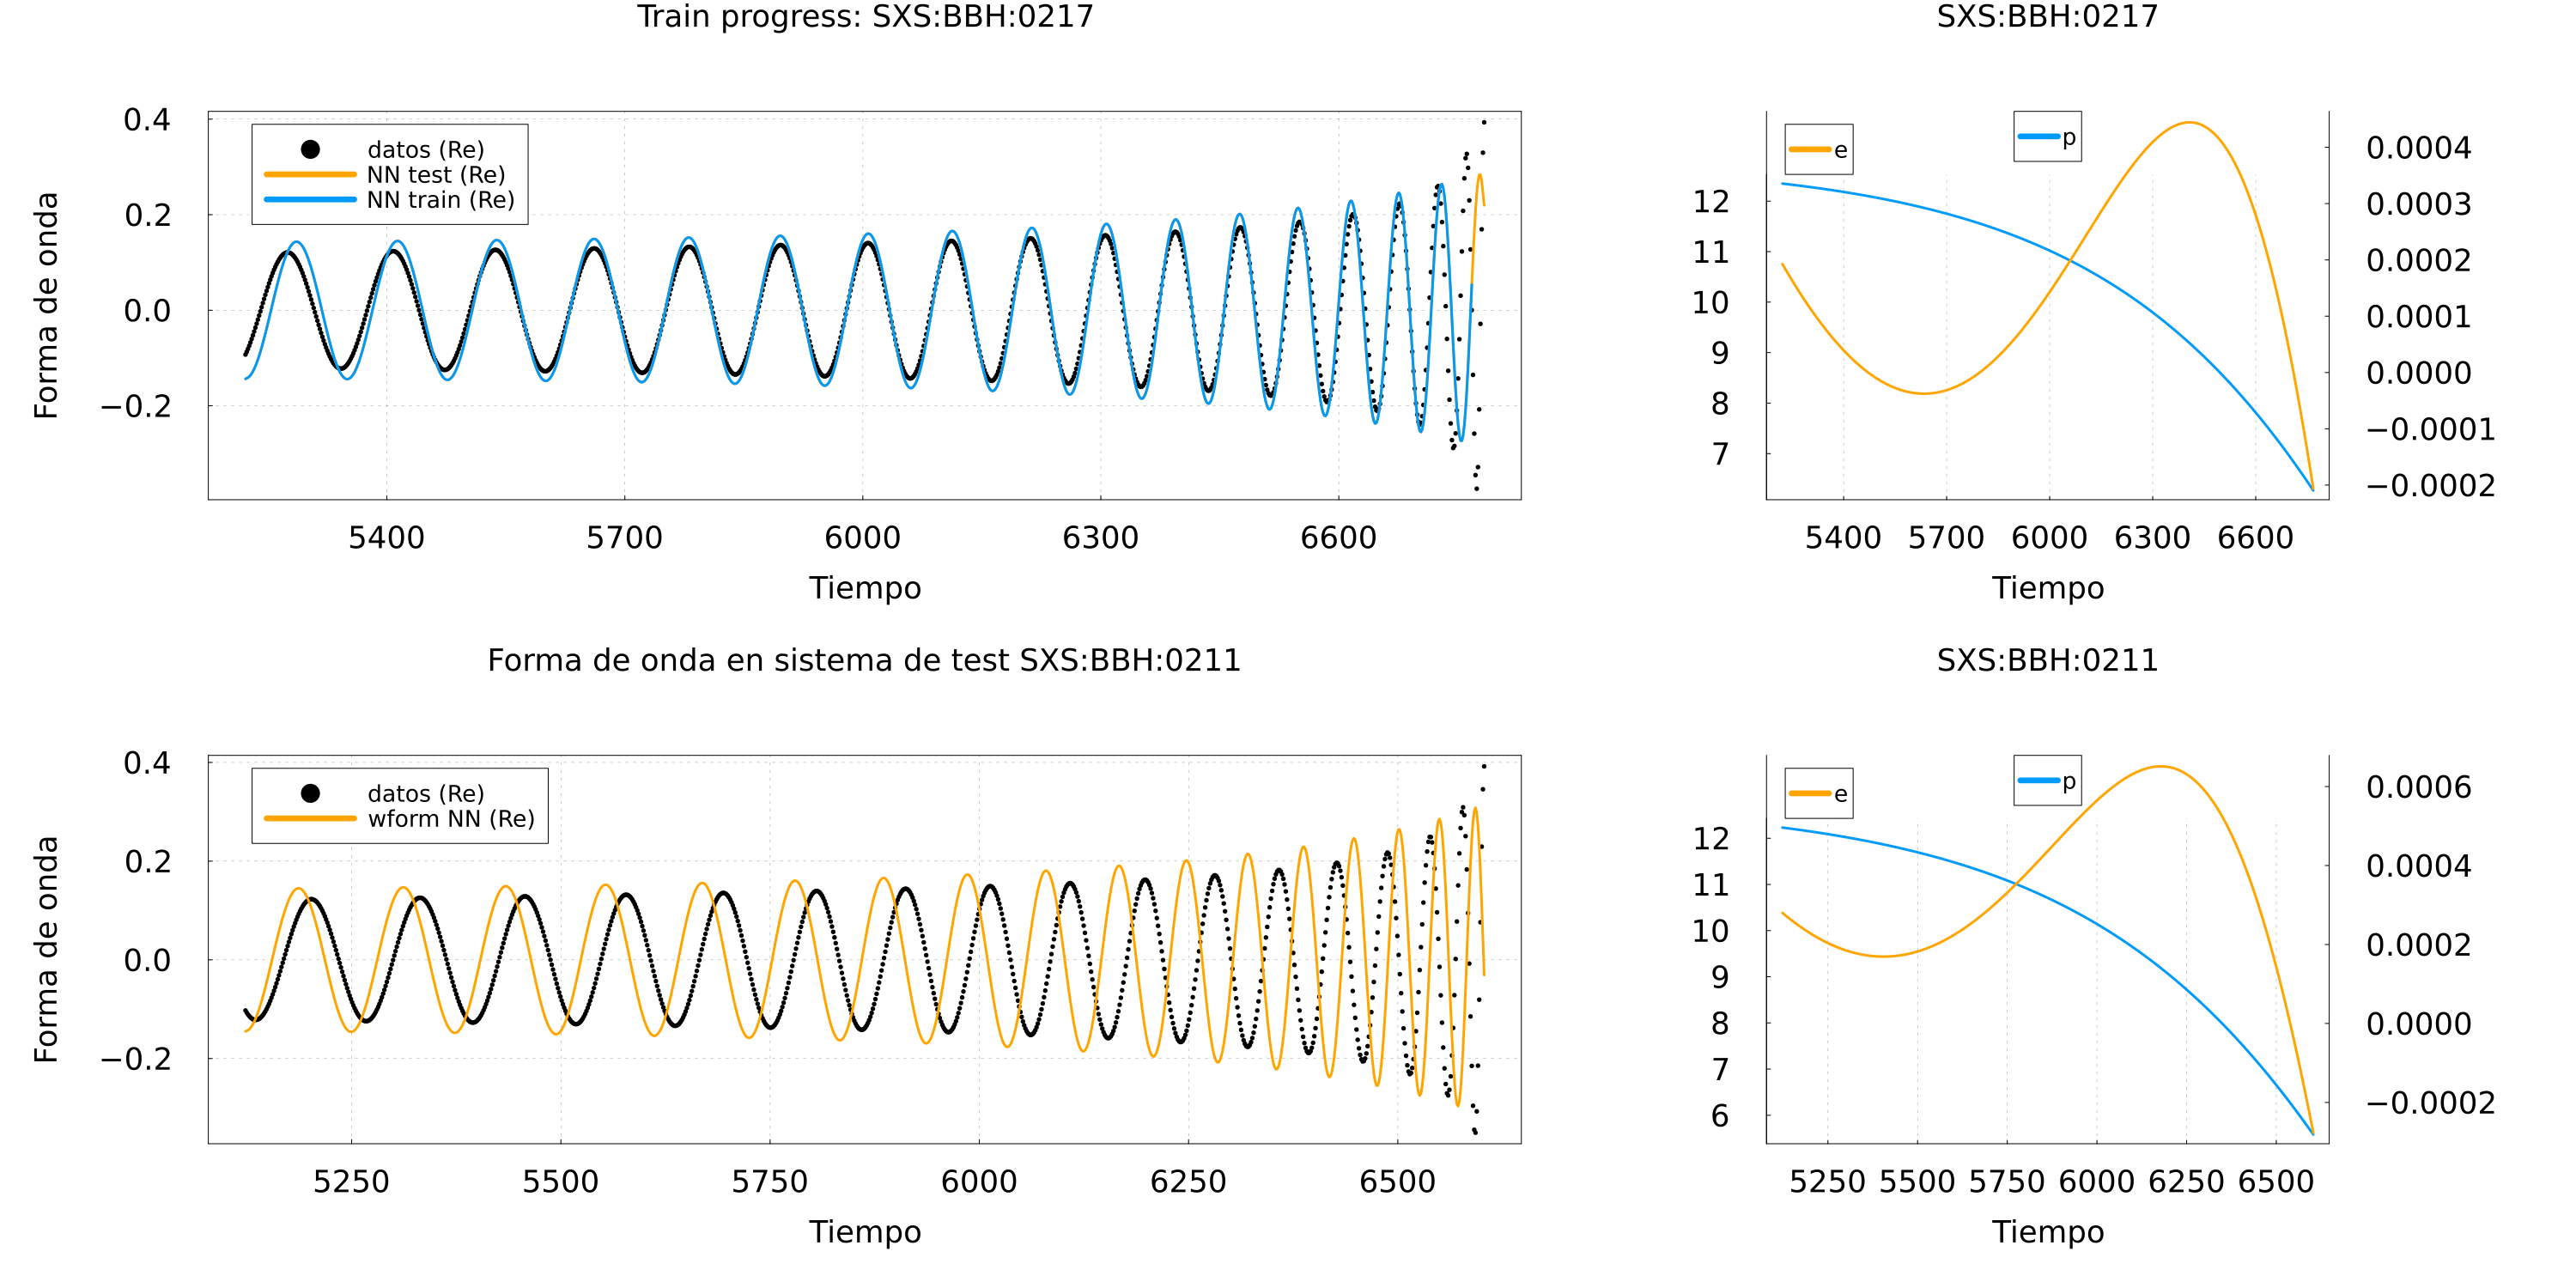 Train progress: SXS:BBH:0217
0.4
0.2
0.0
−0.2
Forma de onda
datos (Re)
NN test (Re)
NN train (Re)
5400 5700 6000 6300 6600
Tiempo
SXS:BBH:0217
e
p
12
11
10
9
8
7
0.0004
0.0003
0.0002
0.0001
0.0000
−0.0001
−0.0002
5400 5700 6000 6300 6600
Tiempo
Forma de onda en sistema de test SXS:BBH:0211
0.4
0.2
0.0
−0.2
Forma de onda
datos (Re)
wform NN (Re)
5250 5500 5750 6000 6250 6500
Tiempo
SXS:BBH:0211
e
p
12
11
10
9
8
7
6
0.0006
0.0004
0.0002
0.0000
−0.0002
5250 5500 5750 6000 6250 6500
Tiempo